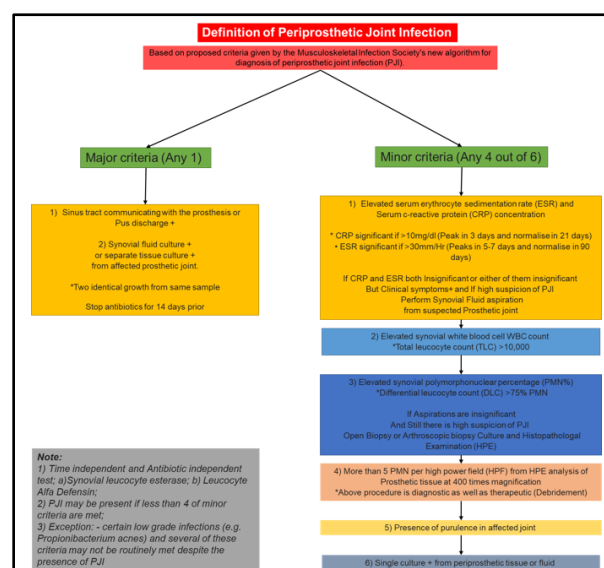 Definition of Periprosthetic Joint Infection
Based on proposed criteria given by the Musculoskeletal Infection Society's new algorithm for
diagnosis of periprosthetic joint infection (PJI).
Major criteria (Any 1)
1) Sinus tract communicating with the prosthesis or
Pus discharge +
2) Synovial fluid culture +
or separate tissue culture +
from affected prosthetic joint.
*Two identical growth from same sample
Stop antibiotics for 14 days prior
Minor criteria (Any 4 out of 6)
1) Elevated serum erythrocyte sedimentation rate (ESR) and
Serum c-reactive protein (CRP) concentration
* CRP significant if >10mg/dl (Peak in 3 days and normalise in 21 days)
• ESR significant if >30mm/Hr (Peaks in 5-7 days and normalise in 90
days)
If CRP and ESR both Insignificant or either of them insignificant
But Clinical symptoms+ and If high suspicion of PJI
Perform Synovial Fluid aspiration
from suspected Prosthetic joint
2) Elevated synovial white blood cell WBC count
*Total leucocyte count (TLC) >10,000
3) Elevated synovial polymorphonuclear percentage (PMN%)
*Differential leucocyte count (DLC) >75% PMN
If Aspirations are insignificant
And Still there is high suspicion of PJI
Open Biopsy or Arthroscopic biopsy Culture and Histopathologal
Examination (HPE)
4) More than 5 PMN per high power field (HPF) from HPE analysis of
Prosthetic tissue at 400 times magnification
*Above procedure is diagnostic as well as therapeutic (Debridement)
5) Presence of purulence in affected joint
6) Single culture + from periprosthetic tissue or fluid
Note:
1) Time independent and Antibiotic independent
test; a)Synovial leucocyte esterase; b) Leucocyte
Alfa Defensin;
2) PJI may be present if less than 4 of minor
criteria are met;
3) Exception: - certain low grade infections (e.g.
Propionibacterium acnes) and several of these
criteria may not be routinely met despite the
presence of PJI